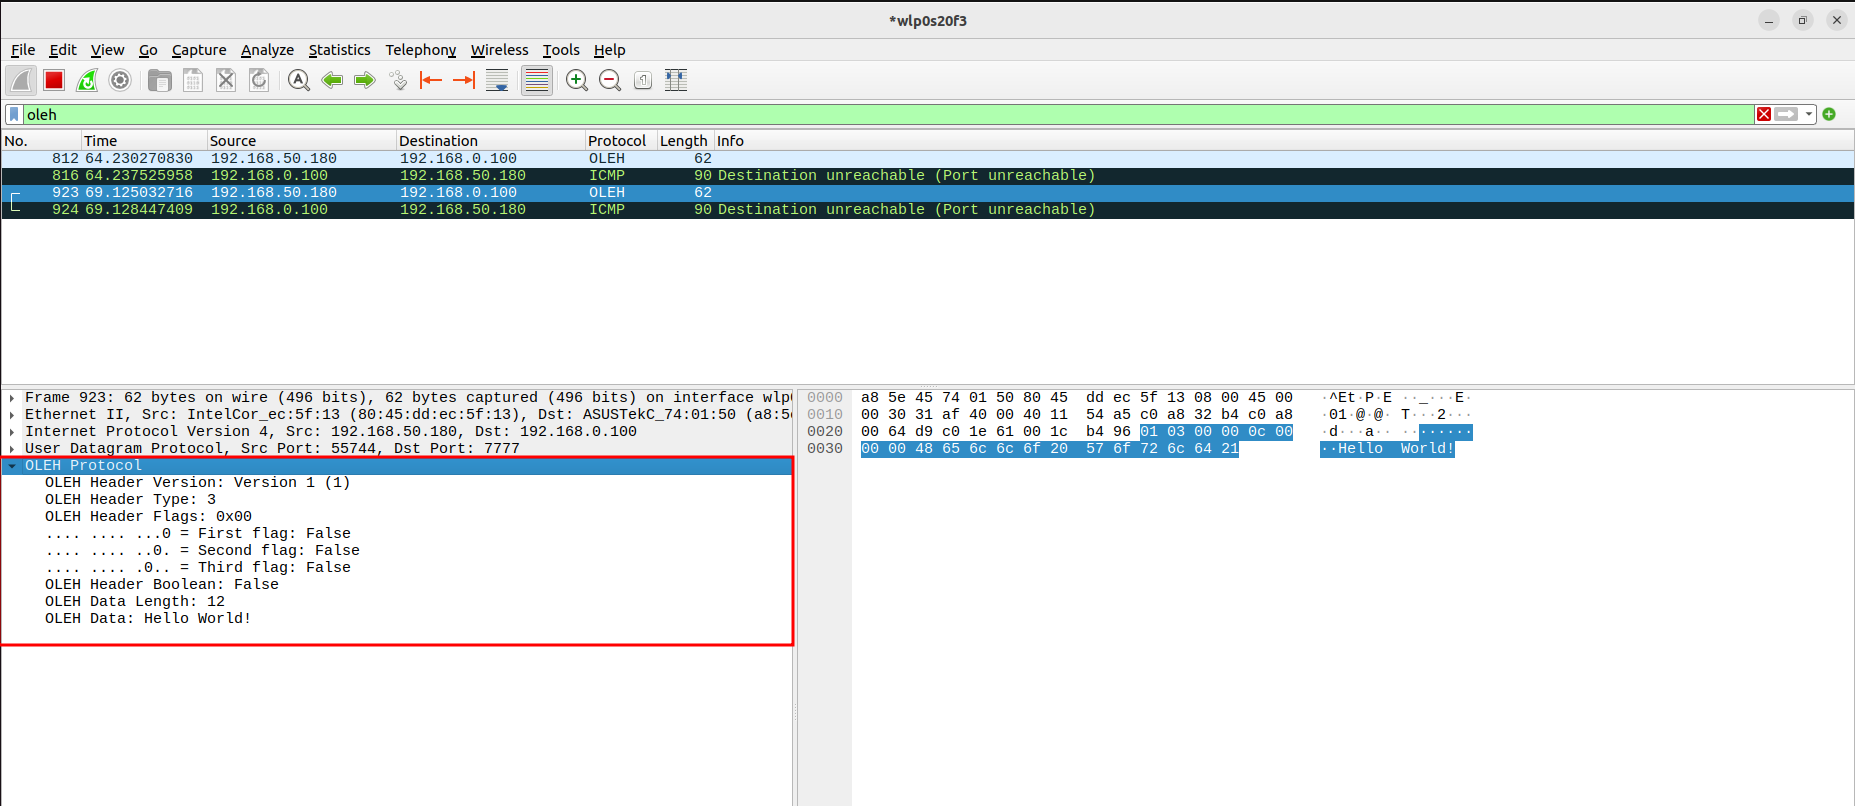 *wlp0s20f3
File Edit View Go Capture Analyze Statistics Telephony Wireless Tools Help
oleh
No. Time Source Destination Protocol Length Info
812 64.230270830 192.168.50.180 192.168.0.100 OLEH 62
816 64.237525958 192.168.0.100 192.168.50.180 ICMP 90 Destination unreachable (Port unreachable)
923 69.125032716 192.168.50.180 192.168.0.100 OLEH 62
924 69.128447409 192.168.0.100 192.168.50.180 ICMP 90 Destination unreachable (Port unreachable)
Frame 923: 62 bytes on wire (496 bits), 62 bytes captured (496 bits) on interface wlp
Ethernet II, Src: IntelCor_ec:5f:13 (80:45:dd:ec:5f:13), Dst: ASUSTekC_74:01:50 (a8:5
Internet Protocol Version 4, Src: 192.168.50.180, Dst: 192.168.0.100
User Datagram Protocol, Src Port: 55744, Dst Port: 7777
OLEH Protocol
OLEH Header Version: Version 1 (1)
OLEH Header Type: 3
OLEH Header Flags: 0x00
.... .... ...0 = First flag: False
.... .... ..0. = Second flag: False
.... .... .0.. = Third flag: False
OLEH Header Boolean: False
OLEH Data Length: 12
OLEH Data: Hello World!
0000 a8 5e 45 74 01 50 80 45 dd ec 5f 13 08 00 45 00 ·^Et·P·E ··_···E·
0010 00 30 31 af 40 00 40 11 54 a5 c0 a8 32 b4 c0 a8 ·01·@·@· T···2···
0020 00 64 d9 c0 1e 61 00 1c b4 96 01 03 00 00 0c 00 ·d···a·· ········
0030 00 00 48 65 6c 6c 6f 20 57 6f 72 6c 64 21 ··Hello World!